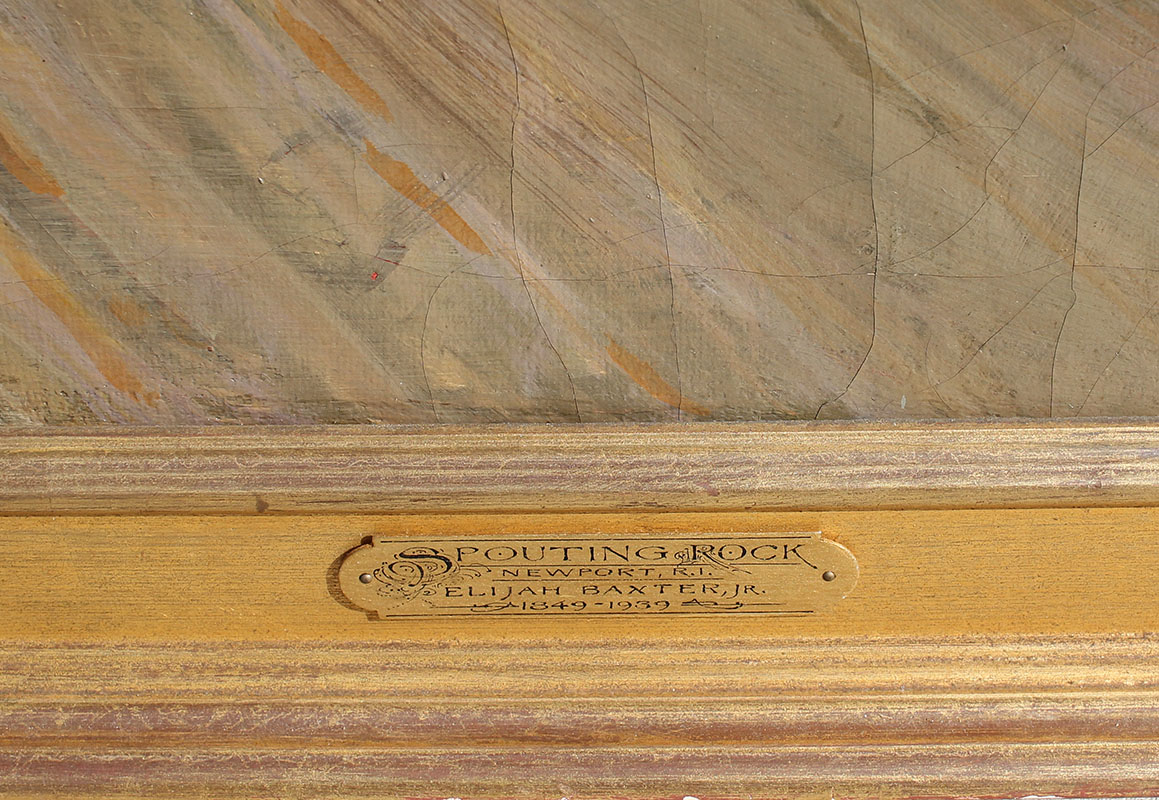 SPOUTING ROCK
NEWPORT, R.I.
ELIJAH BAXTER, JR.
1849-1939